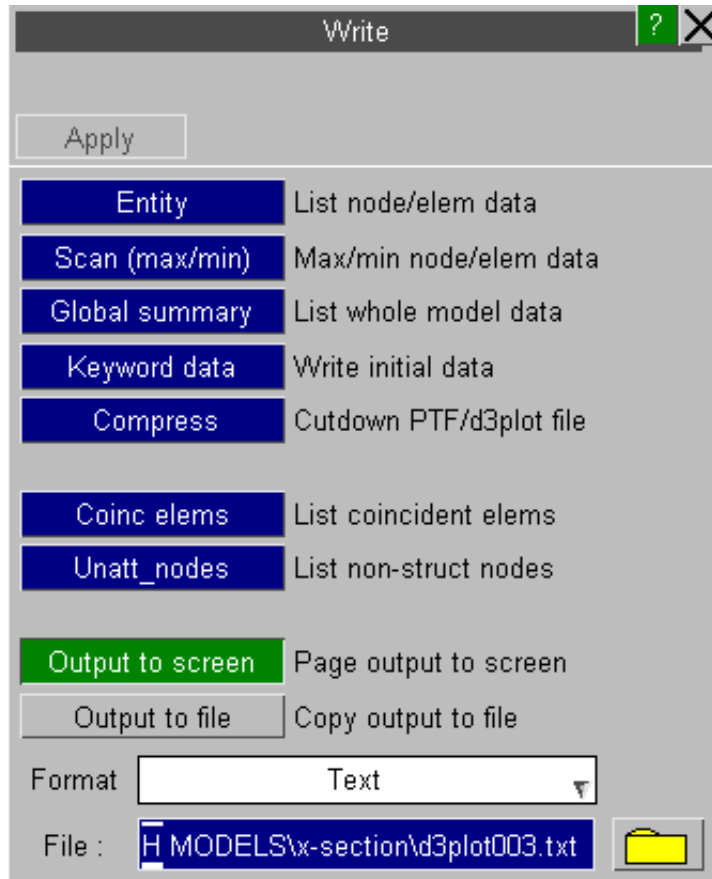 Write ? X
Apply
Entity List node/elem data
Scan (max/min) Max/min node/elem data
Global summary List whole model data
Keyword data Write initial data
Compress Cutdown PTF/d3plot file
Coinc elems List coincident elems
Unatt_nodes List non-struct nodes
Output to screen Page output to screen
Output to file Copy output to file
Format Text
File : H MODELS\x-section\d3plot003.txt